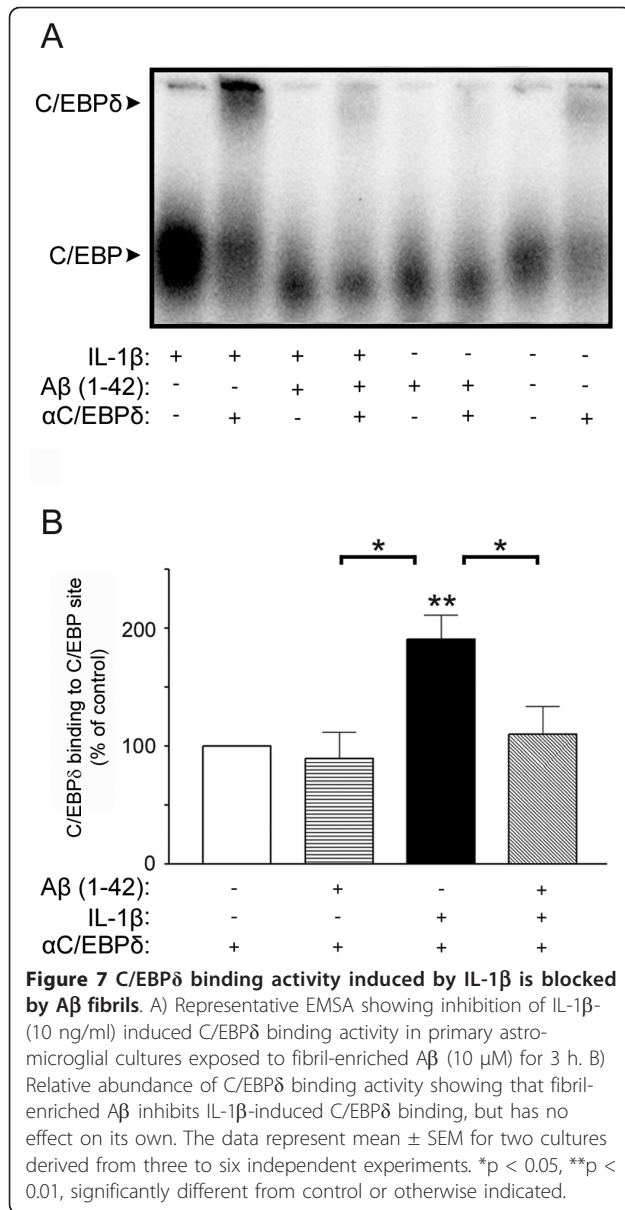 A
C/EBPδ
C/EBP
IL-1β: + + + + - - - -
Aβ (1-42): - - + + + + - -
αC/EBPδ: - + - + - + - +
B
C/EBPδ binding to C/EBP site
(% of control)
200
100
0
* *
**
Aβ (1-42): - + - +
IL-1β: - - + +
αC/EBPδ: + + + +
Figure 7 C/EBPδ binding activity induced by IL-1β is blocked
by Aβ fibrils. A) Representative EMSA showing inhibition of IL-1β-
(10 ng/ml) induced C/EBPδ binding activity in primary astro-
microglial cultures exposed to fibril-enriched Aβ (10 μM) for 3 h. B)
Relative abundance of C/EBPδ binding activity showing that fibril-
enriched Aβ inhibits IL-1β-induced C/EBPδ binding, but has no
effect on its own. The data represent mean ± SEM for two cultures
derived from three to six independent experiments. *p < 0.05, **p <
0.01, significantly different from control or otherwise indicated.